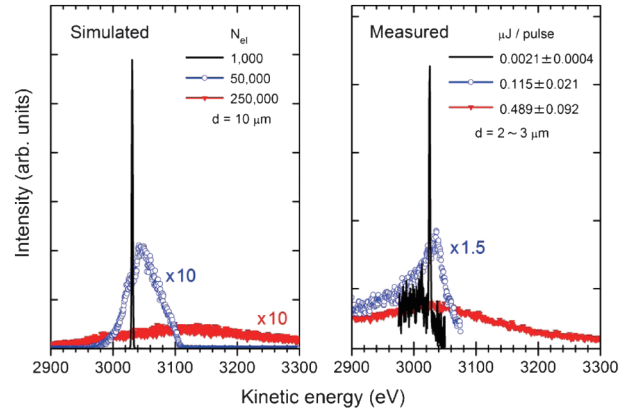 Simulated
N_el
1,000
50,000
250,000
d = 10 μm
x10
x10
2900 3000 3100 3200 3300
Measured
μJ / pulse
0.0021±0.0004
0.115±0.021
0.489±0.092
d = 2 ~ 3 μm
x1.5
2900 3000 3100 3200 3300
Intensity (arb. units)
Kinetic energy (eV)